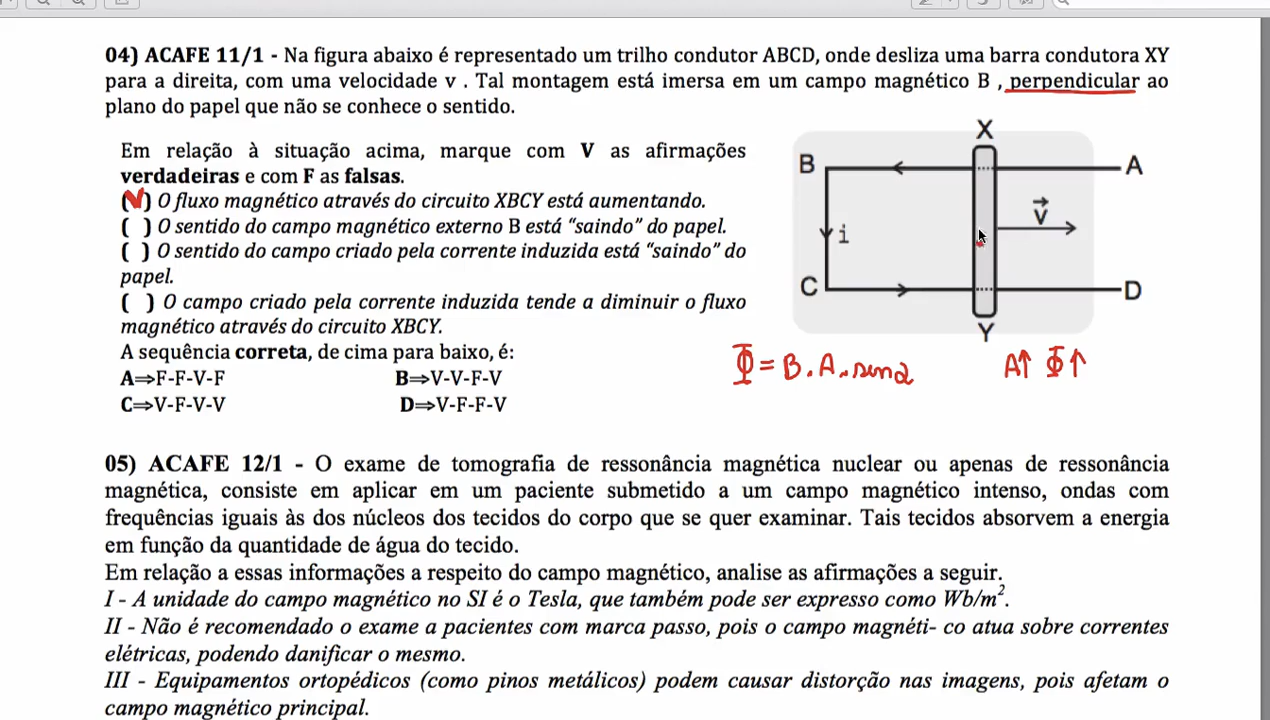 04) ACAFE 11/1 - Na figura abaixo é representado um trilho condutor ABCD, onde desliza uma barra condutora XY
para a direita, com uma velocidade v . Tal montagem está imersa em um campo magnético B , perpendicular ao
plano do papel que não se conhece o sentido.
Em relação à situação acima, marque com V as afirmações
verdadeiras e com F as falsas.
(V) O fluxo magnético através do circuito XBCY está aumentando.
( ) O sentido do campo magnético externo B está “saindo” do papel.
( ) O sentido do campo criado pela corrente induzida está “saindo” do
papel.
( ) O campo criado pela corrente induzida tende a diminuir o fluxo
magnético através do circuito XBCY.
A sequência correta, de cima para baixo, é:
A⇒F-F-V-F B⇒V-V-F-V
C⇒V-F-V-V D⇒V-F-F-V
X
B A
v
i
C D
Y
Φ = B . A . sen α A↑ Φ↑
05) ACAFE 12/1 - O exame de tomografia de ressonância magnética nuclear ou apenas de ressonância
magnética, consiste em aplicar em um paciente submetido a um campo magnético intenso, ondas com
frequências iguais às dos núcleos dos tecidos do corpo que se quer examinar. Tais tecidos absorvem a energia
em função da quantidade de água do tecido.
Em relação a essas informações a respeito do campo magnético, analise as afirmações a seguir.
I - A unidade do campo magnético no SI é o Tesla, que também pode ser expresso como Wb/m².
II - Não é recomendado o exame a pacientes com marca passo, pois o campo magnéti- co atua sobre correntes
elétricas, podendo danificar o mesmo.
III - Equipamentos ortopédicos (como pinos metálicos) podem causar distorção nas imagens, pois afetam o
campo magnético principal.